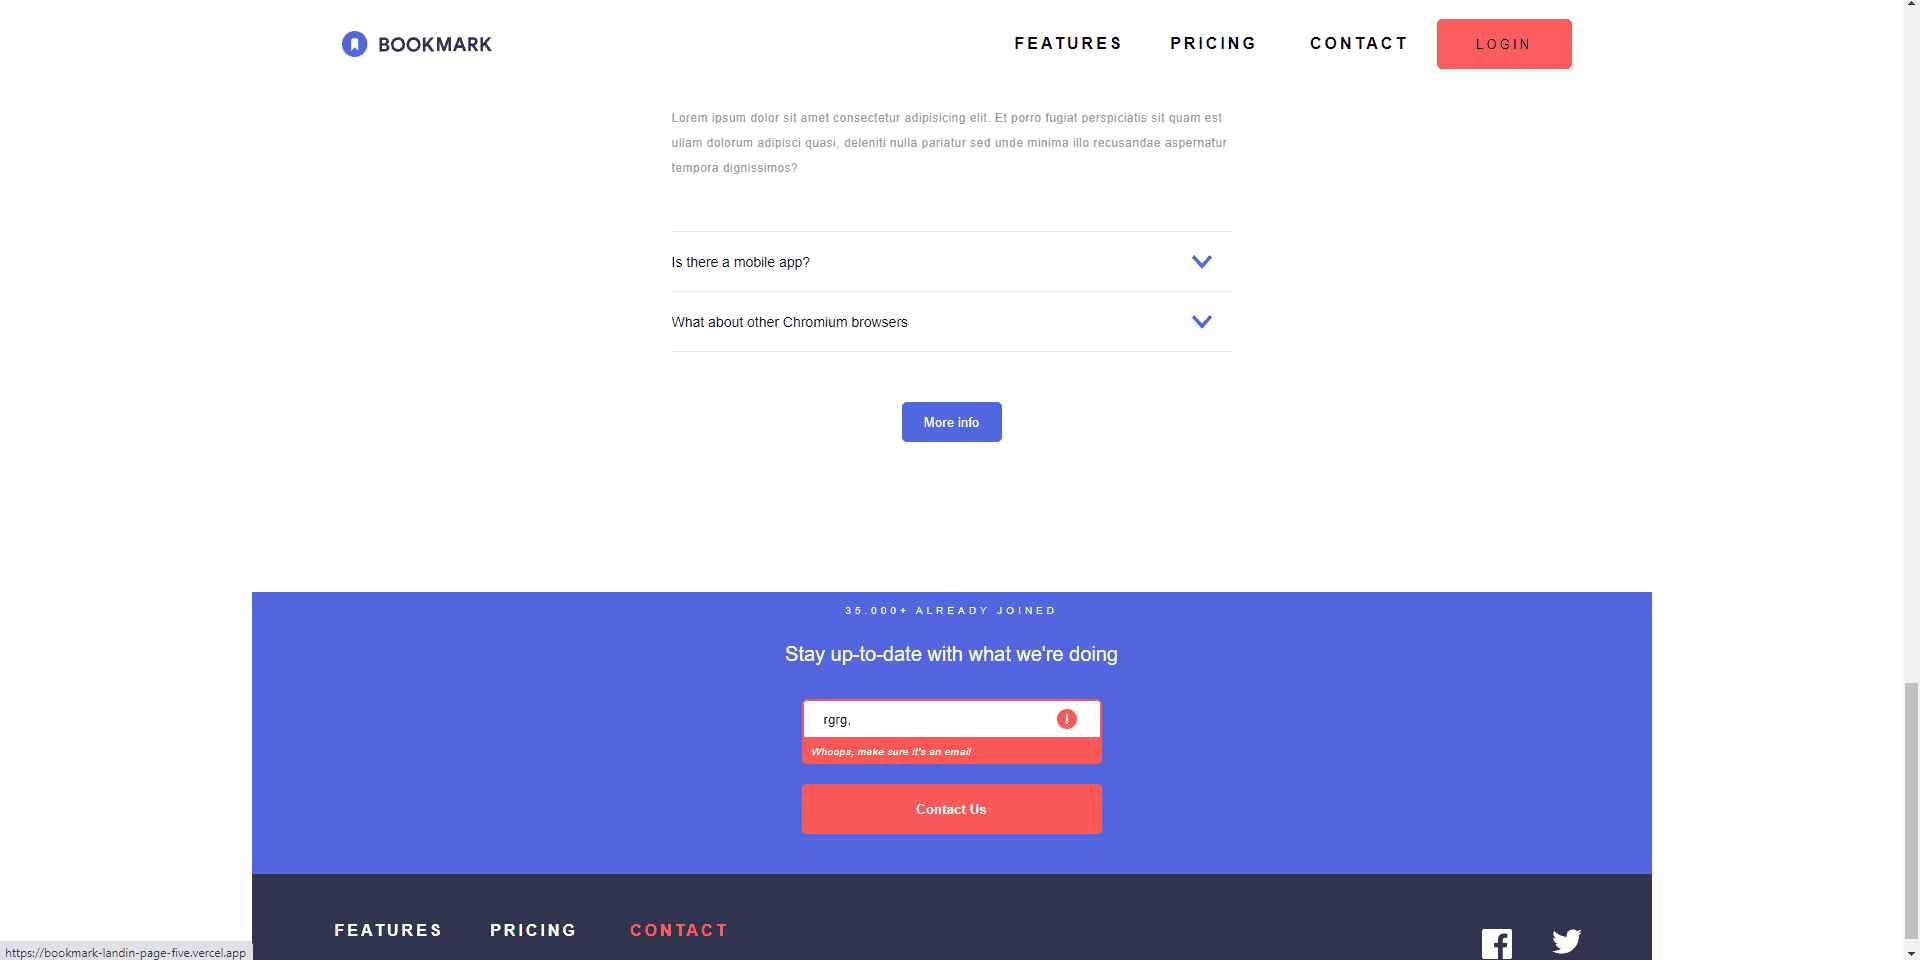 BOOKMARK
FEATURES PRICING CONTACT LOGIN
Lorem ipsum dolor sit amet consectetur adipisicing elit. Et porro fugiat perspiciatis sit quam est
ullam dolorum adipisci quasi, deleniti nulla pariatur sed unde minima illo recusandae aspernatur
tempora dignissimos?
Is there a mobile app?
What about other Chromium browsers
More info
35.000+ ALREADY JOINED
Stay up-to-date with what we're doing
rgrg,
!
Whoops, make sure it's an email
Contact Us
FEATURES PRICING CONTACT
https://bookmark-landin-page-five.vercel.app